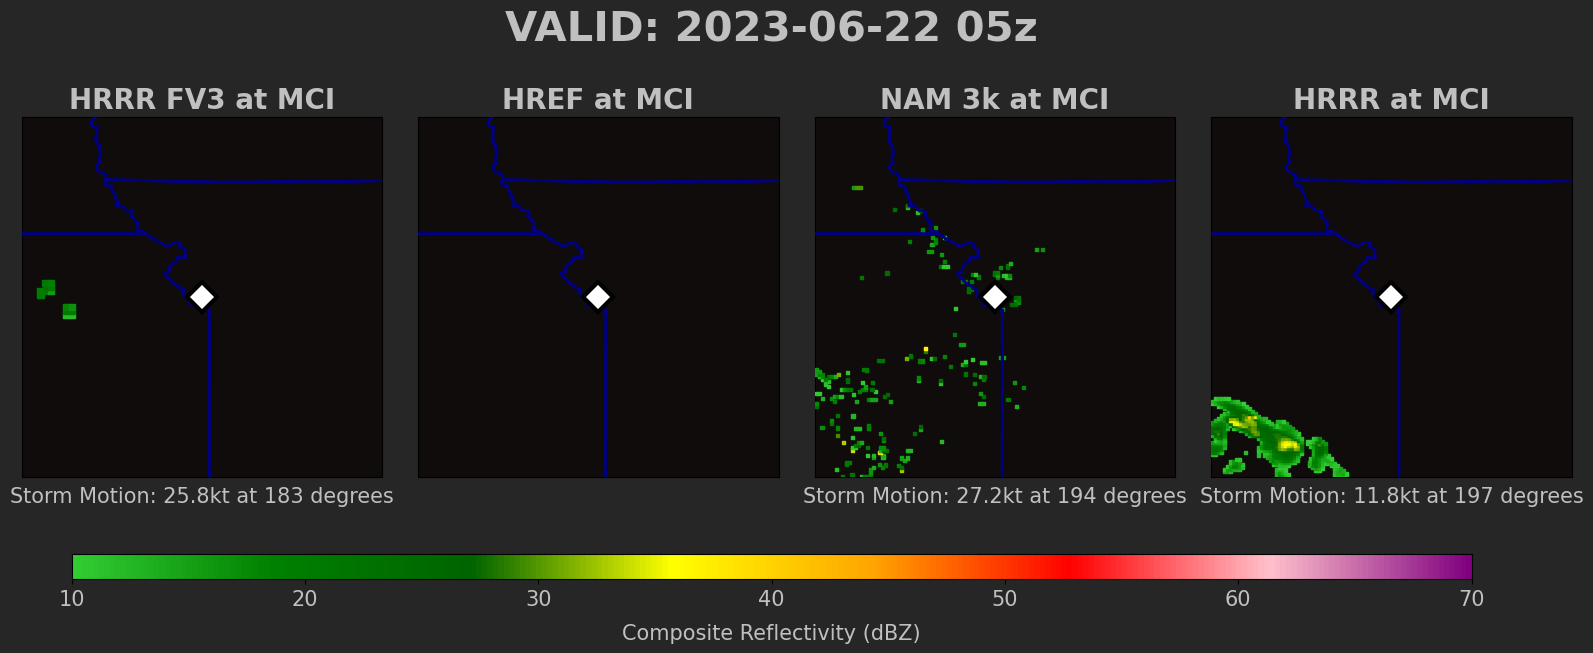 VALID: 2023-06-22 05z
HRRR FV3 at MCI
HREF at MCI
NAM 3k at MCI
HRRR at MCI
Storm Motion: 25.8kt at 183 degrees
Storm Motion: 27.2kt at 194 degrees
Storm Motion: 11.8kt at 197 degrees
10 20 30 40 50 60 70
Composite Reflectivity (dBZ)